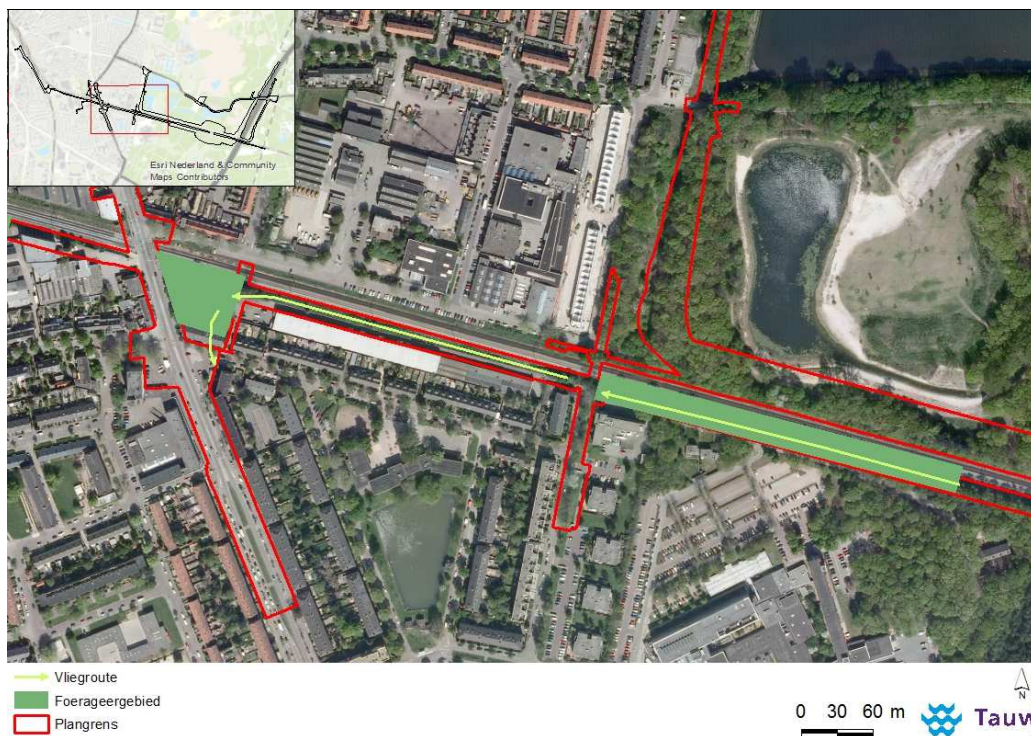 Esri Nederland & Community
Maps Contributors
Vliegroute
Foerageergebied
Plangrens
0 30 60 m
N
Tauw